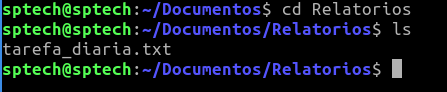 sptech@sptech:~/Documentos$ cd Relatorios
sptech@sptech:~/Documentos/Relatorios$ ls
tarefa_diaria.txt
sptech@sptech:~/Documentos/Relatorios$